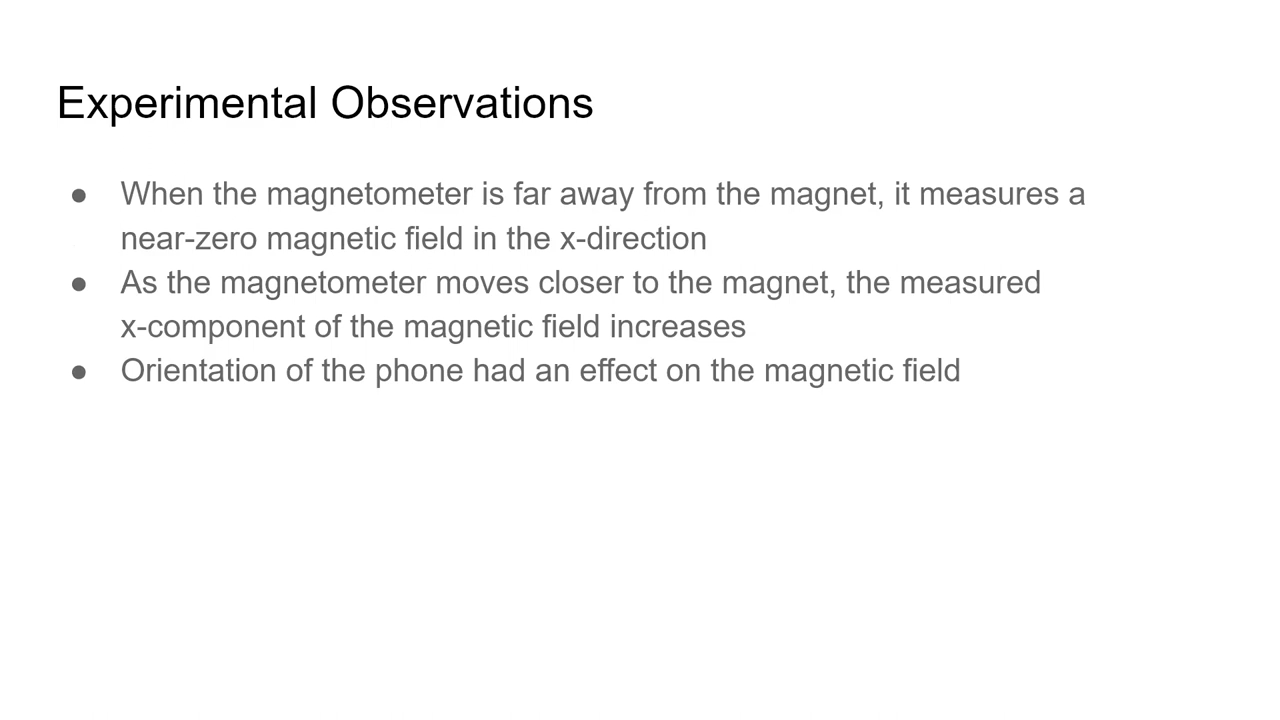 Experimental Observations
● When the magnetometer is far away from the magnet, it measures a
near-zero magnetic field in the x-direction
● As the magnetometer moves closer to the magnet, the measured
x-component of the magnetic field increases
● Orientation of the phone had an effect on the magnetic field